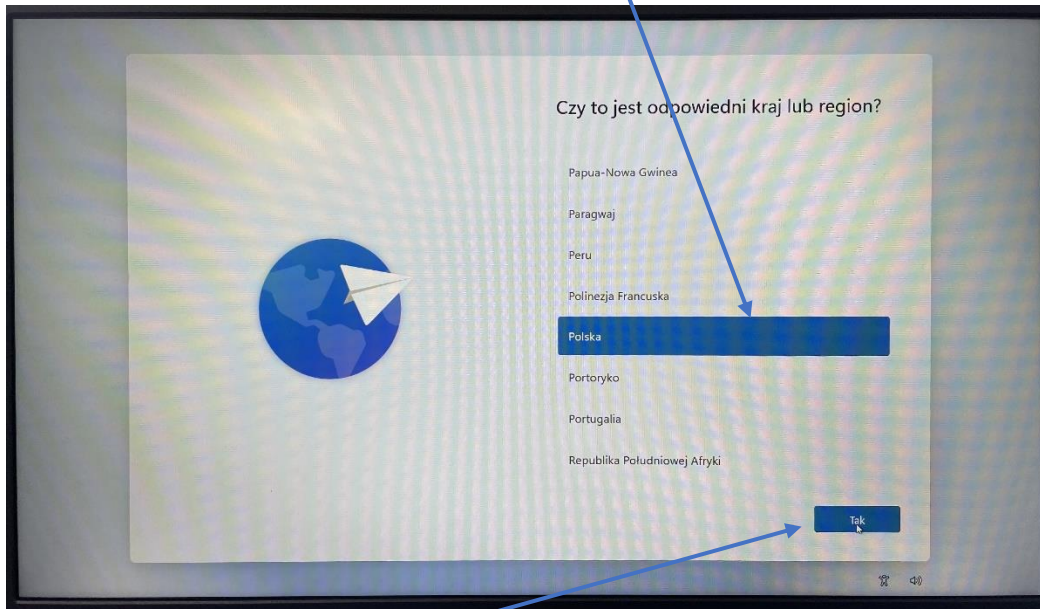 Czy to jest odpowiedni kraj lub region?
Papua-Nowa Gwinea
Paragwaj
Peru
Polinezja Francuska
Polska
Portoryko
Portugalia
Republika Południowej Afryki
Tak